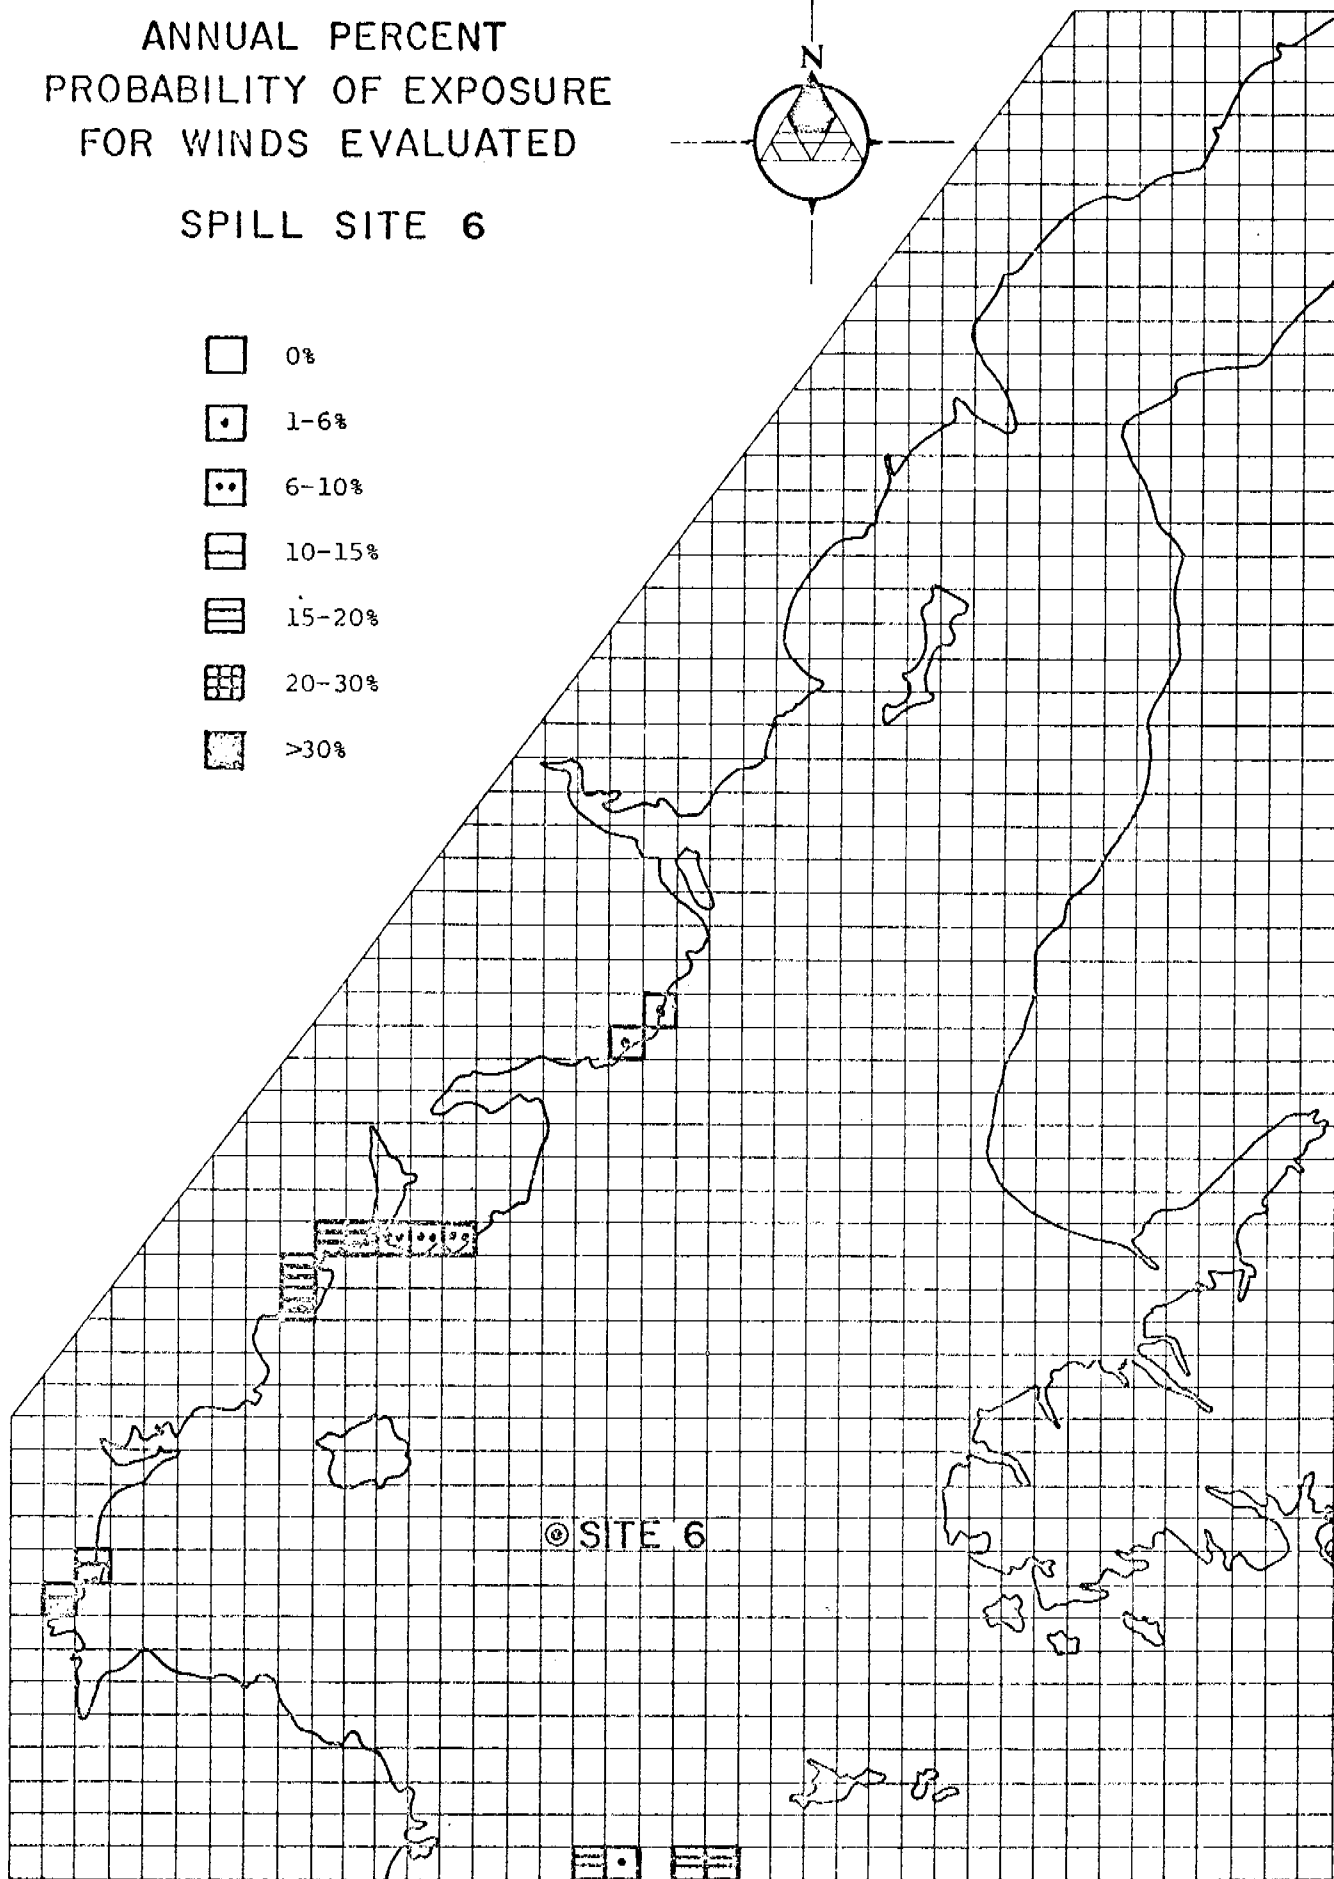 ANNUAL PERCENT
PROBABILITY OF EXPOSURE
FOR WINDS EVALUATED
SPILL SITE 6
N
0%
1-6%
6-10%
10-15%
15-20%
20-30%
>30%
SITE 6